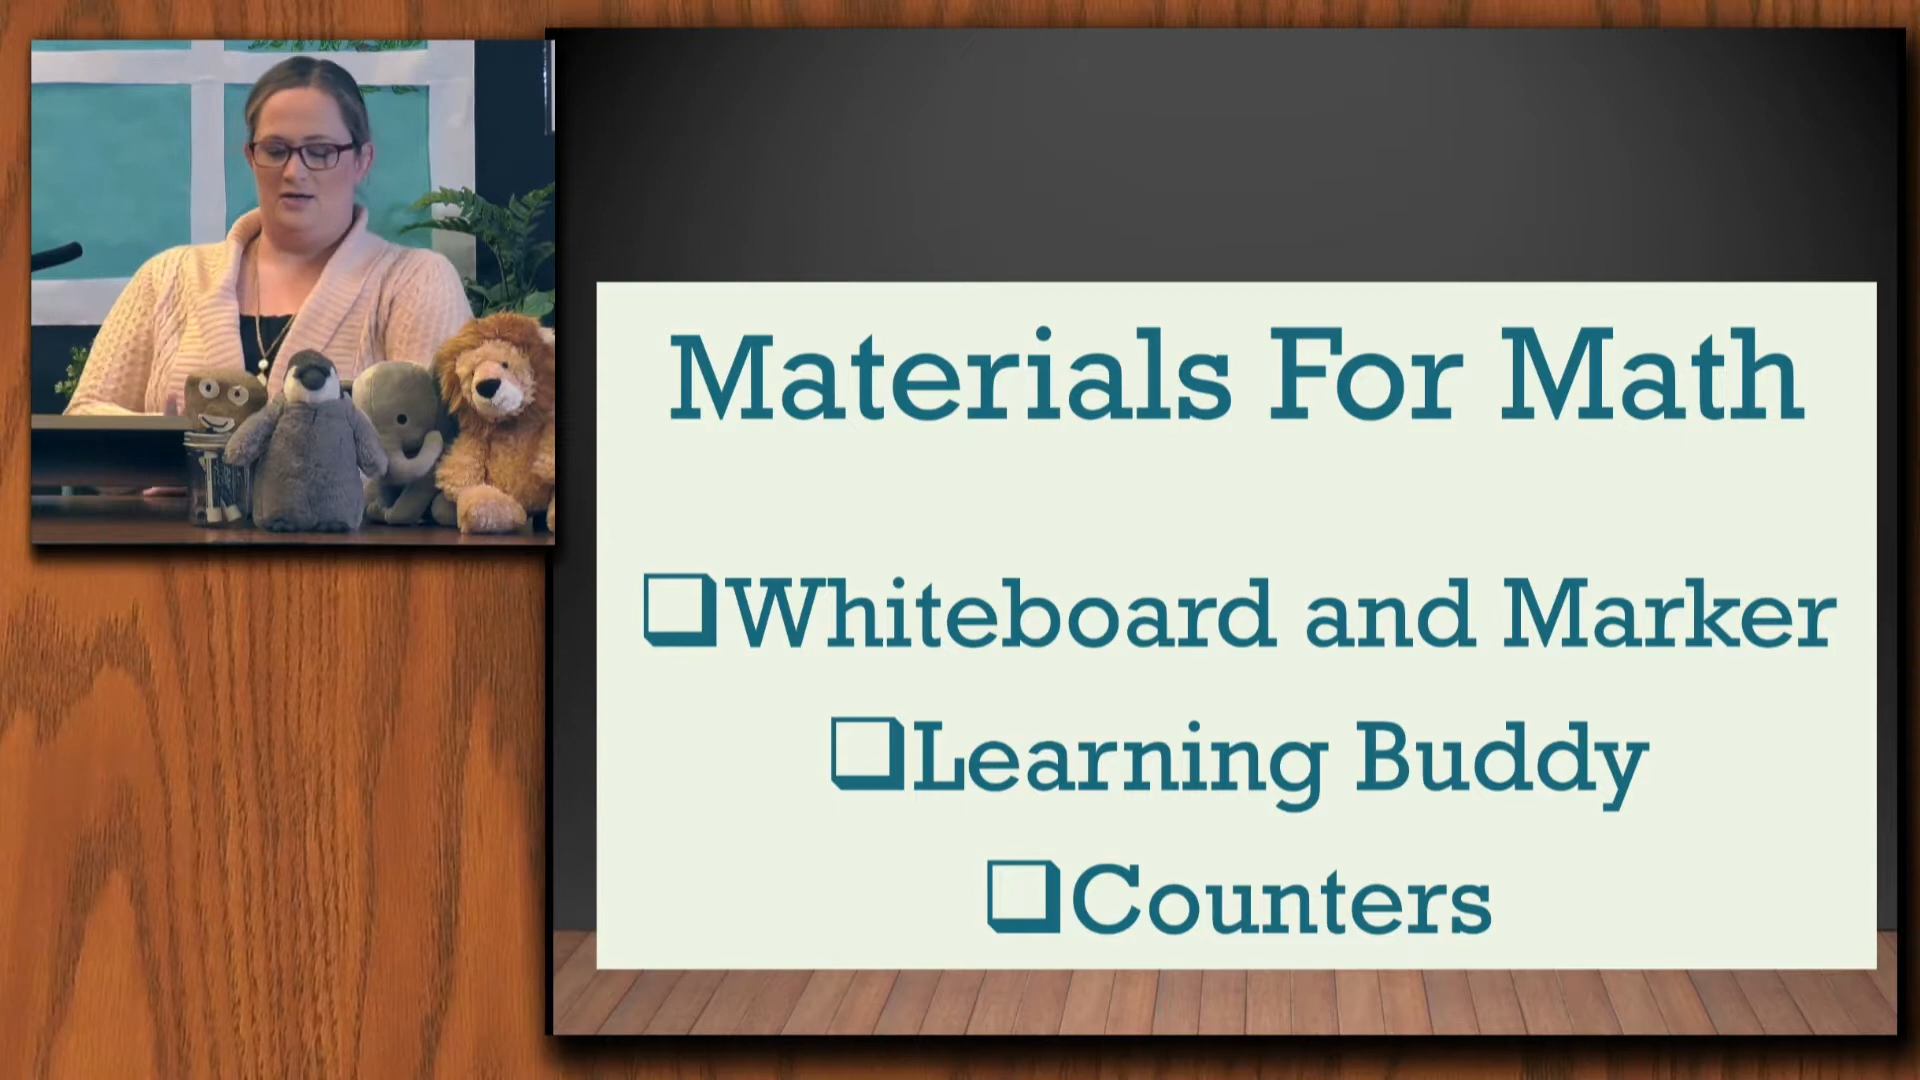 Materials For Math
Whiteboard and Marker
Learning Buddy
Counters